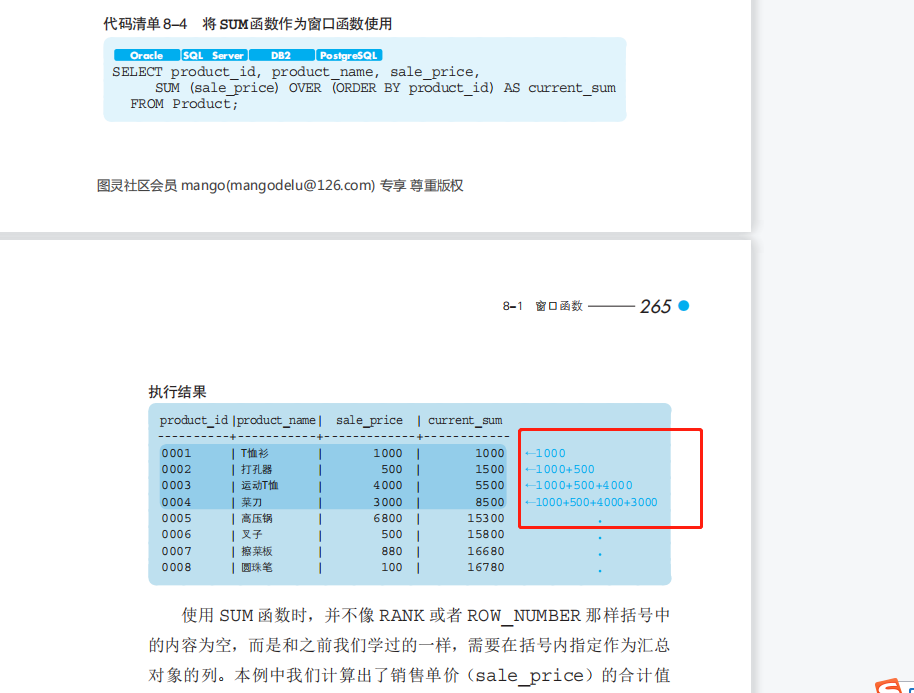 代码清单8-4 将SUM函数作为窗口函数使用
Oracle SQL Server DB2 PostgreSQL
SELECT product_id, product_name, sale_price,
SUM (sale_price) OVER (ORDER BY product_id) AS current_sum
FROM Product;
图灵社区会员 mango(mangodelu@126.com) 专享 尊重版权
8-1 窗口函数 265
执行结果
product_id|product_name| sale_price | current_sum
----------+------------+------------+-----------
0001 | T恤衫 | 1000 | 1000 ←1000
0002 | 打孔器 | 500 | 1500 ←1000+500
0003 | 运动T恤 | 4000 | 5500 ←1000+500+4000
0004 | 菜刀 | 3000 | 8500 ←1000+500+4000+3000
0005 | 高压锅 | 6800 | 15300 .
0006 | 叉子 | 500 | 15800 .
0007 | 擦菜板 | 880 | 16680 .
0008 | 圆珠笔 | 100 | 16780 .
使用 SUM 函数时，并不像 RANK 或者 ROW_NUMBER 那样括号中
的内容为空，而是和之前我们学过的一样，需要在括号内指定作为汇总
对象的列。本例中我们计算出了销售单价（sale_price）的合计值